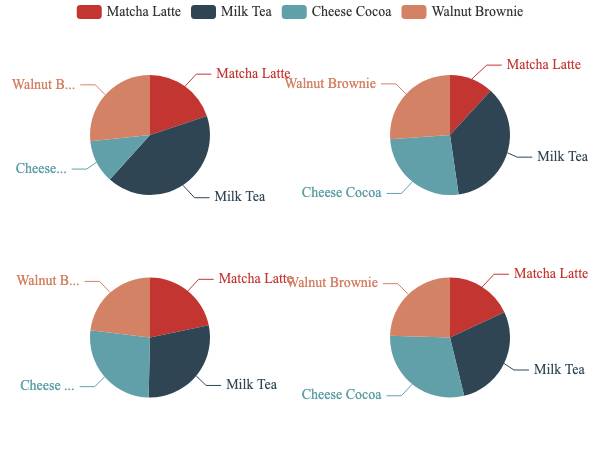 Matcha Latte Milk Tea Cheese Cocoa Walnut Brownie
Matcha Latte
Walnut B...
Cheese...
Milk Tea
Matcha Latte
Walnut Brownie
Milk Tea
Cheese Cocoa
Matcha Latte
Walnut B...
Cheese ...
Milk Tea
Matcha Latte
Walnut Brownie
Milk Tea
Cheese Cocoa